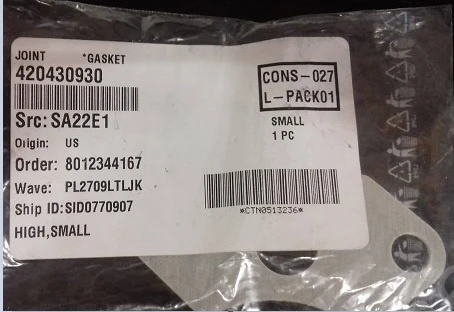 JOINT *GASKET
420430930
CONS-027
L-PACK01
Src: SA22E1
SMALL
1 PC
Origin: US
Order: 8012344167
Wave: PL2709LTLJK
Ship ID: SID0770907
*CTN0513236*
HIGH,SMALL